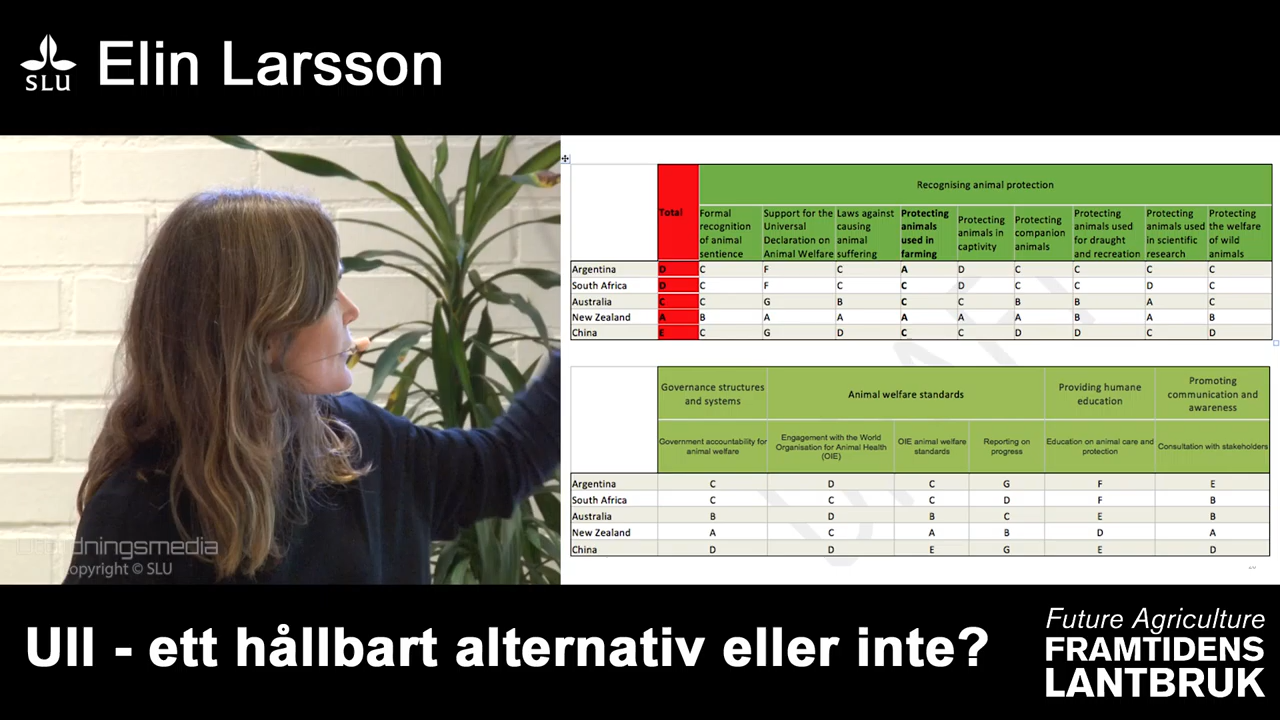 SLU
Elin Larsson
Recognising animal protection
Total
Formal recognition of animal sentience
Support for the Universal Declaration on Animal Welfare
Laws against causing animal suffering
Protecting animals used in farming
Protecting animals in captivity
Protecting companion animals
Protecting animals used for draught and recreation
Protecting animals used in scientific research
Protecting the welfare of wild animals
Argentina D C F C A D C C C C
South Africa D C F C C D C C D C
Australia C C G B C C B B A C
New Zealand A B A A A A A B A B
China E C G D C C D D C D
Governance structures and systems
Animal welfare standards
Providing humane education
Promoting communication and awareness
Government accountability for animal welfare
Engagement with the World Organisation for Animal Health (OIE)
OIE animal welfare standards
Reporting on progress
Education on animal care and protection
Consultation with stakeholders
Argentina C D C G F E
South Africa C C C D F B
Australia B D B C E B
New Zealand A C A B D A
China D D E G E D
opyright © SLU
Ull - ett hållbart alternativ eller inte?
Future Agriculture
FRAMTIDENS
LANTBRUK